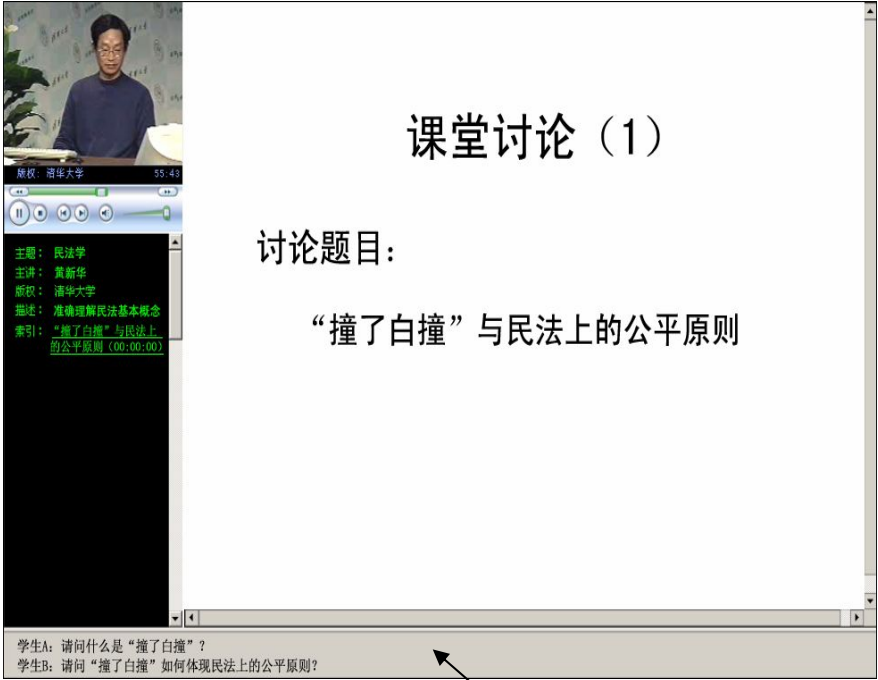 版权: 清华大学 55:43
主题: 民法学
主讲: 黄新华
版权: 清华大学
描述: 准确理解民法基本概念
索引: “撞了白撞”与民法上
的公平原则 (00:00:00)
课堂讨论（1）
讨论题目：
“撞了白撞”与民法上的公平原则
学生A: 请问什么是“撞了白撞”?
学生B: 请问“撞了白撞”如何体现民法上的公平原则?